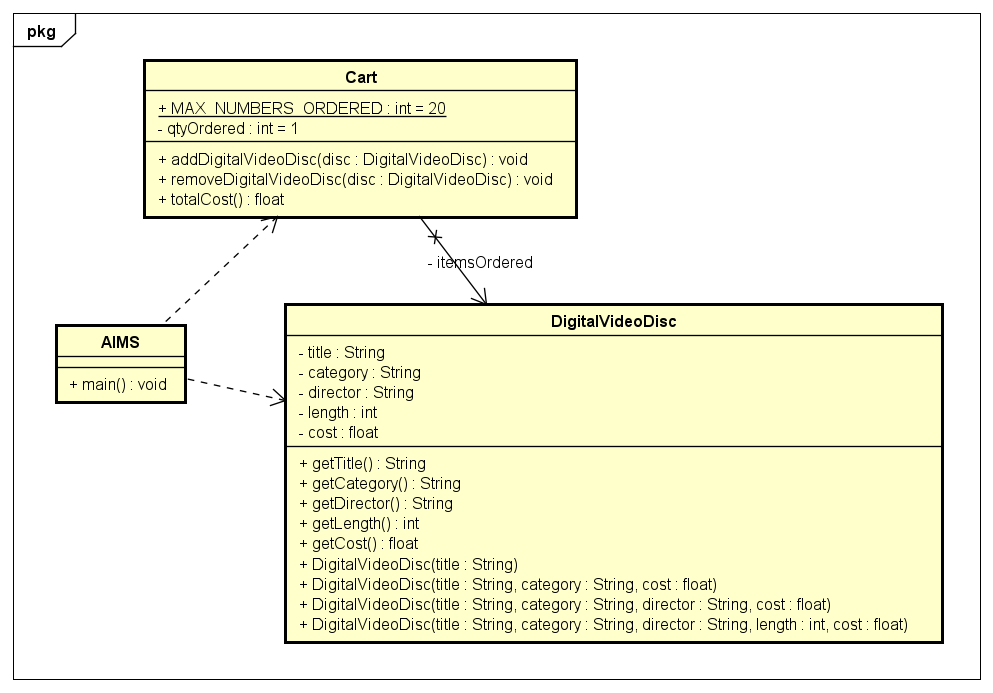 pkg
Cart
+ MAX_NUMBERS_ORDERED : int = 20
- qtyOrdered : int = 1
+ addDigitalVideoDisc(disc : DigitalVideoDisc) : void
+ removeDigitalVideoDisc(disc : DigitalVideoDisc) : void
+ totalCost() : float
- itemsOrdered
AIMS
+ main() : void
DigitalVideoDisc
- title : String
- category : String
- director : String
- length : int
- cost : float
+ getTitle() : String
+ getCategory() : String
+ getDirector() : String
+ getLength() : int
+ getCost() : float
+ DigitalVideoDisc(title : String)
+ DigitalVideoDisc(title : String, category : String, cost : float)
+ DigitalVideoDisc(title : String, category : String, director : String, cost : float)
+ DigitalVideoDisc(title : String, category : String, director : String, length : int, cost : float)